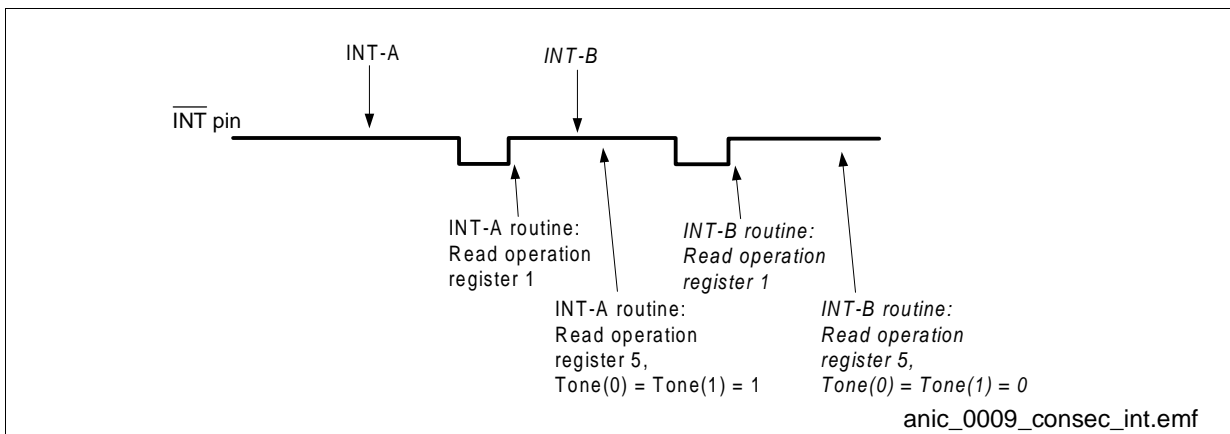 INT-A
INT-B
INT pin
INT-A routine:
Read operation
register 1
INT-B routine:
Read operation
register 1
INT-A routine:
Read operation
register 5,
Tone(0) = Tone(1) = 1
INT-B routine:
Read operation
register 5,
Tone(0) = Tone(1) = 0
anic_0009_consec_int.emf